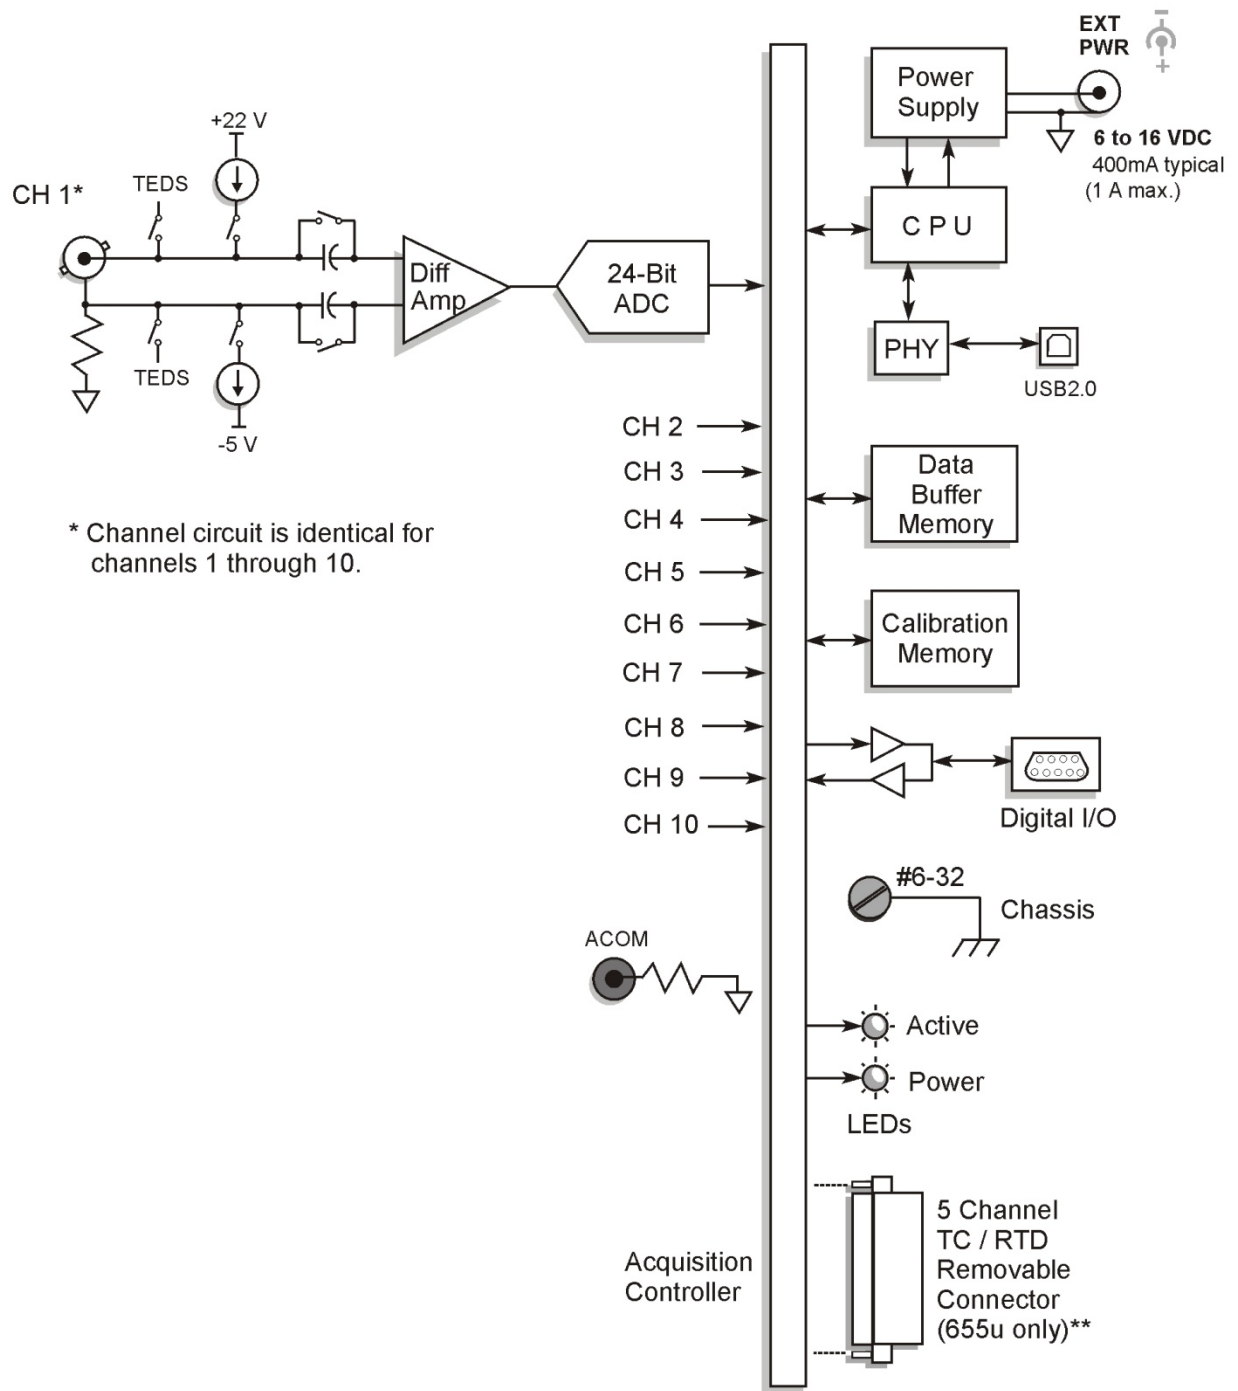 EXT
PWR
Power
Supply
6 to 16 VDC
400mA typical
(1 A max.)
+22 V
TEDS
CH 1*
Diff
Amp
24-Bit
ADC
C P U
PHY
USB2.0
TEDS
-5 V
* Channel circuit is identical for
channels 1 through 10.
CH 2
CH 3
CH 4
CH 5
CH 6
CH 7
CH 8
CH 9
CH 10
Data
Buffer
Memory
Calibration
Memory
Digital I/O
#6-32
Chassis
ACOM
Active
Power
LEDs
Acquisition
Controller
5 Channel
TC / RTD
Removable
Connector
(655u only)**